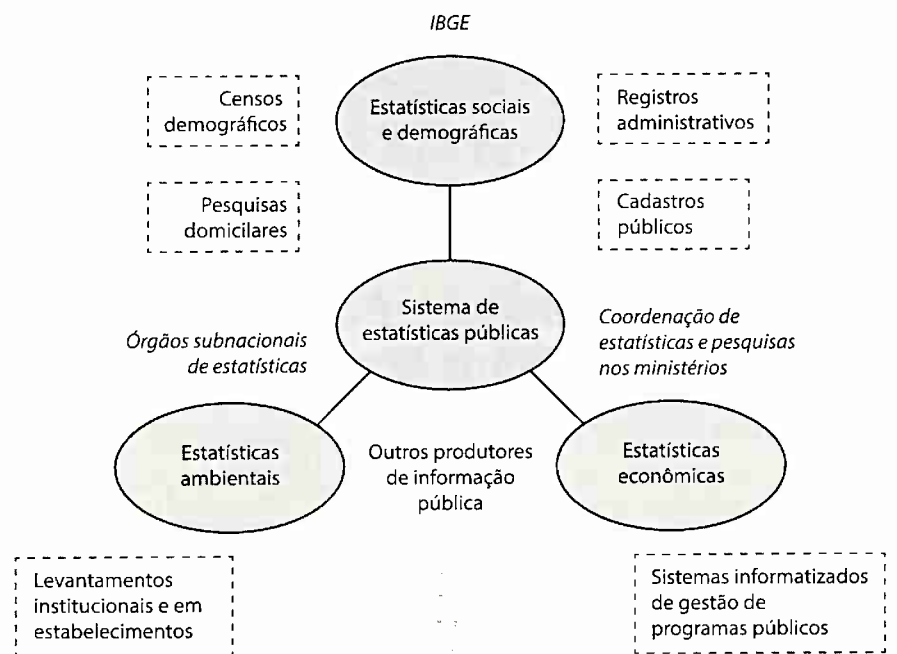 IBGE
Censos
demográficos
Estatísticas sociais
e demográficas
Registros
administrativos
Pesquisas
domicilares
Cadastros
públicos
Sistema de
estatísticas públicas
Órgãos subnacionais
de estatísticas
Coordenação de
estatísticas e pesquisas
nos ministérios
Estatísticas
ambientais
Outros produtores
de informação
pública
Estatísticas
econômicas
Levantamentos
institucionais e em
estabelecimentos
Sistemas informatizados
de gestão de
programas públicos